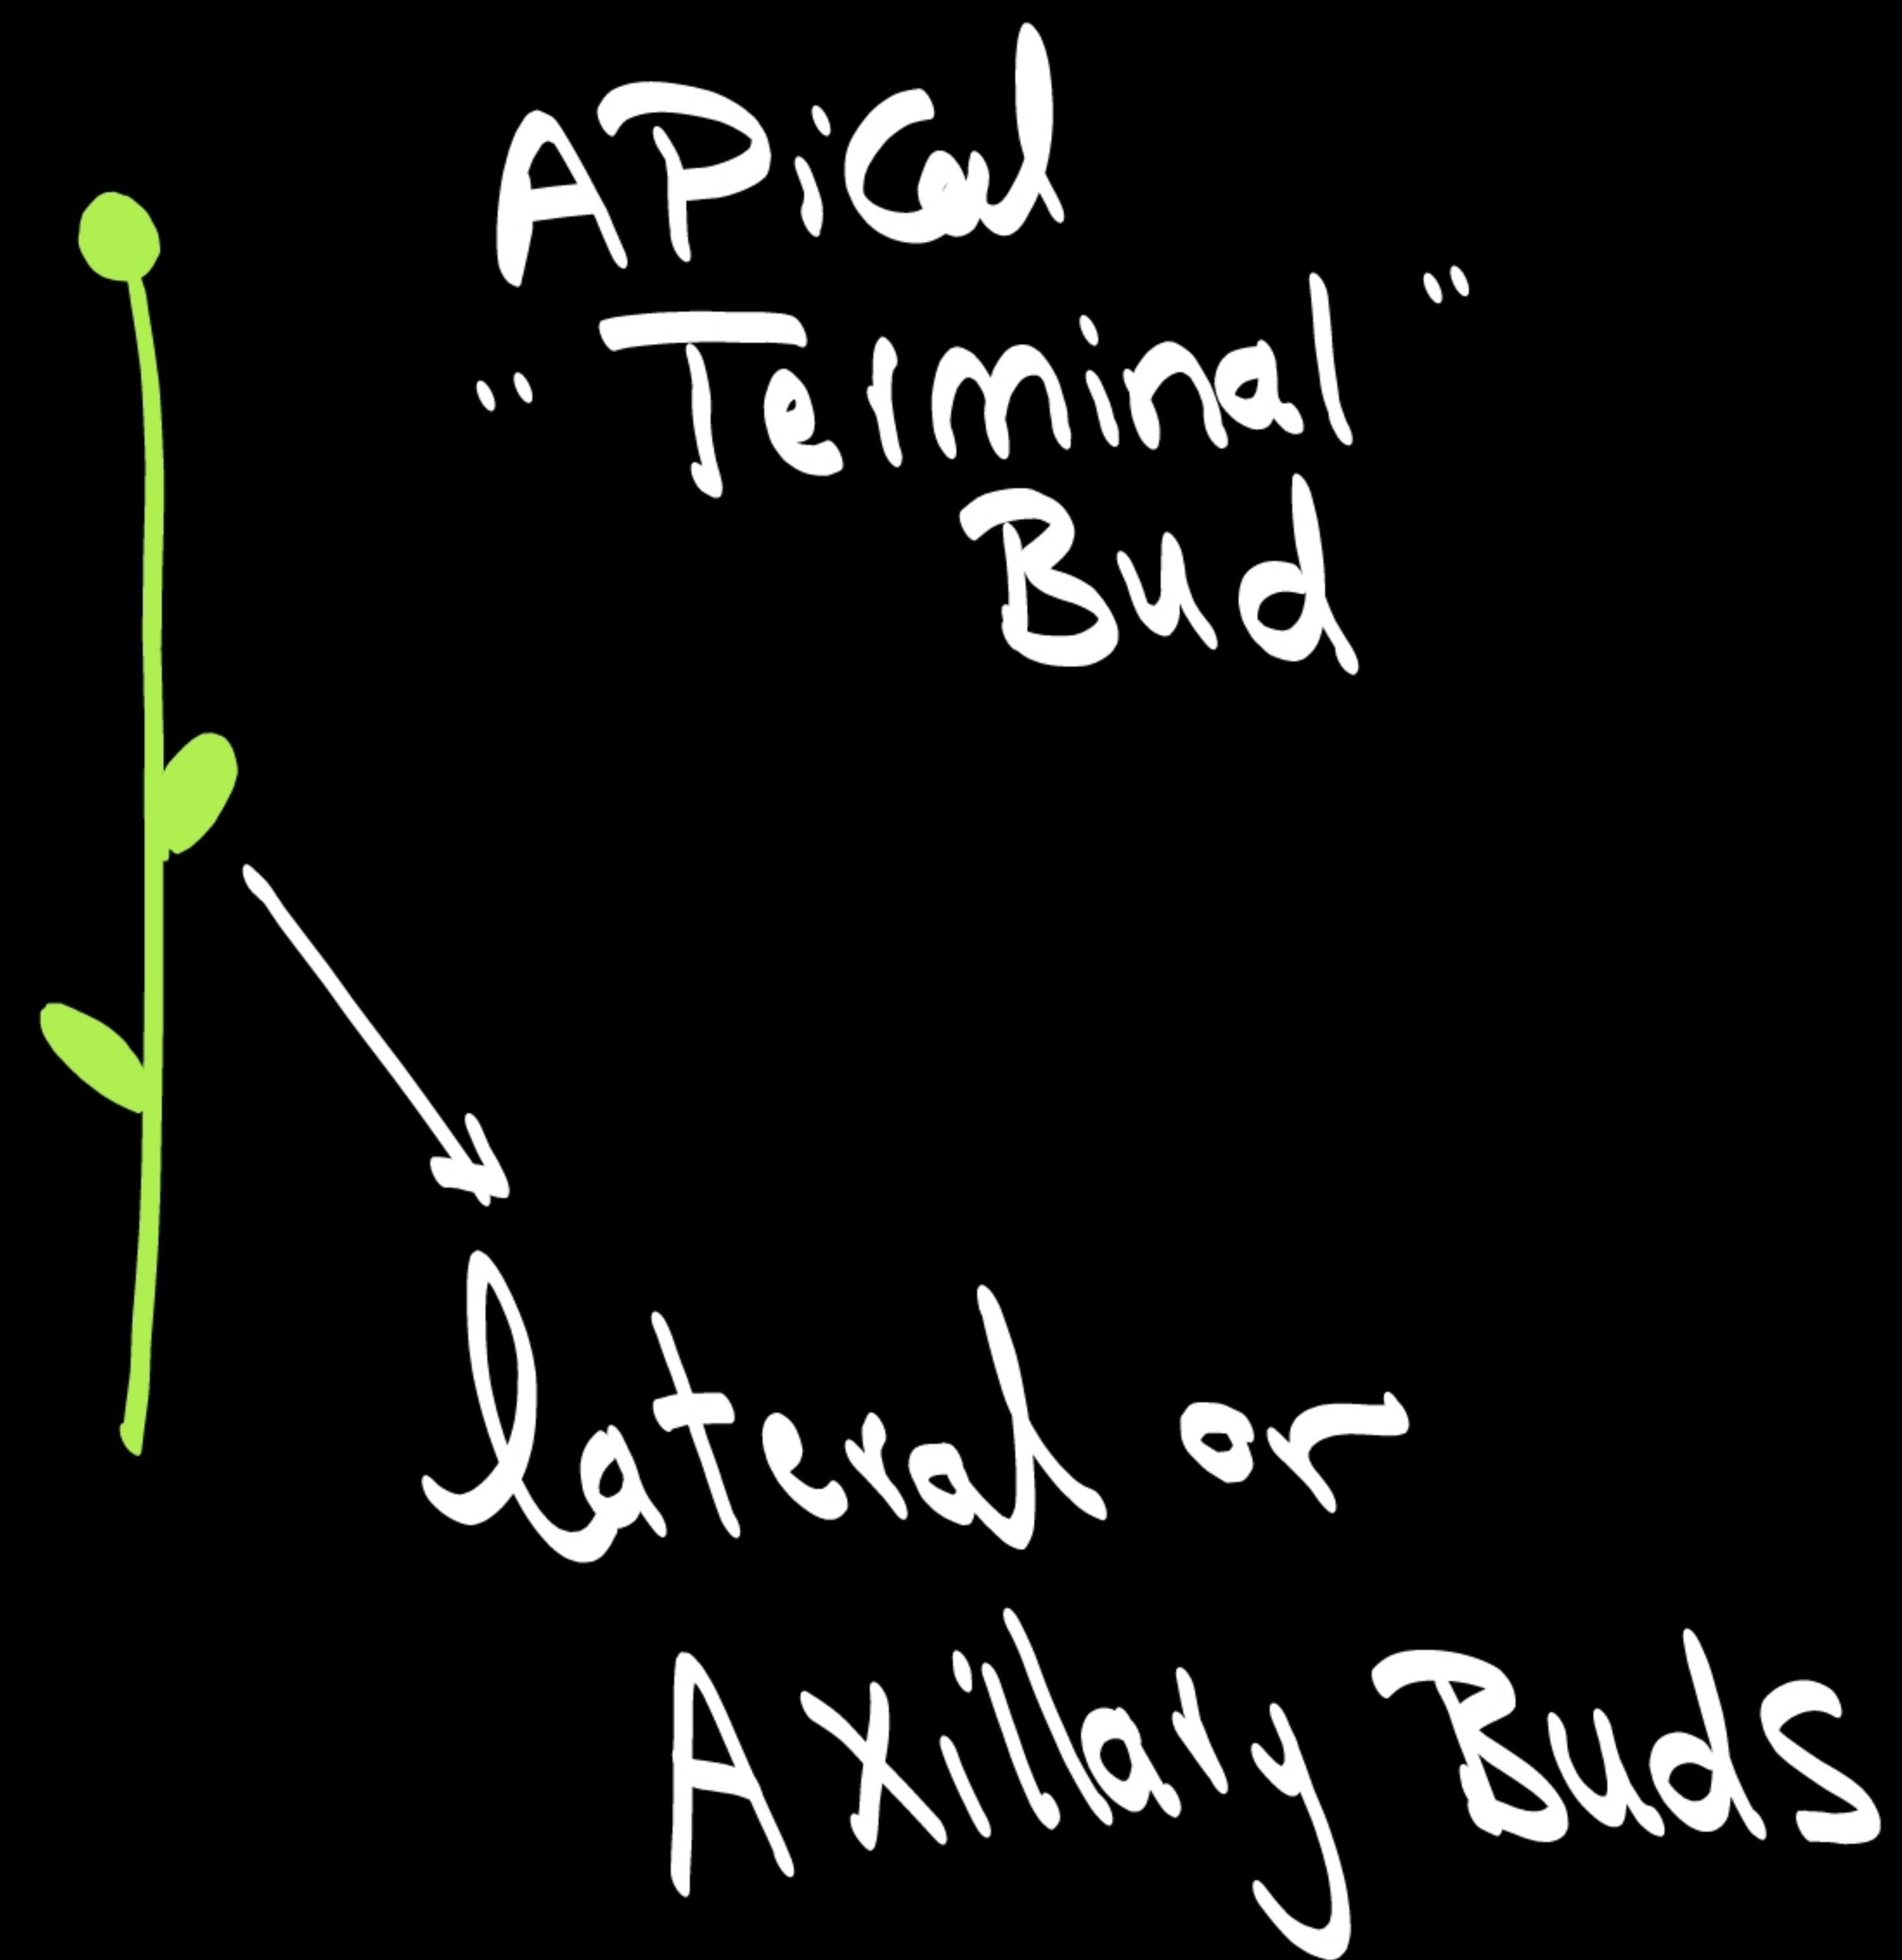 APical
"Terminal"
Bud
lateral or
Axillary Buds